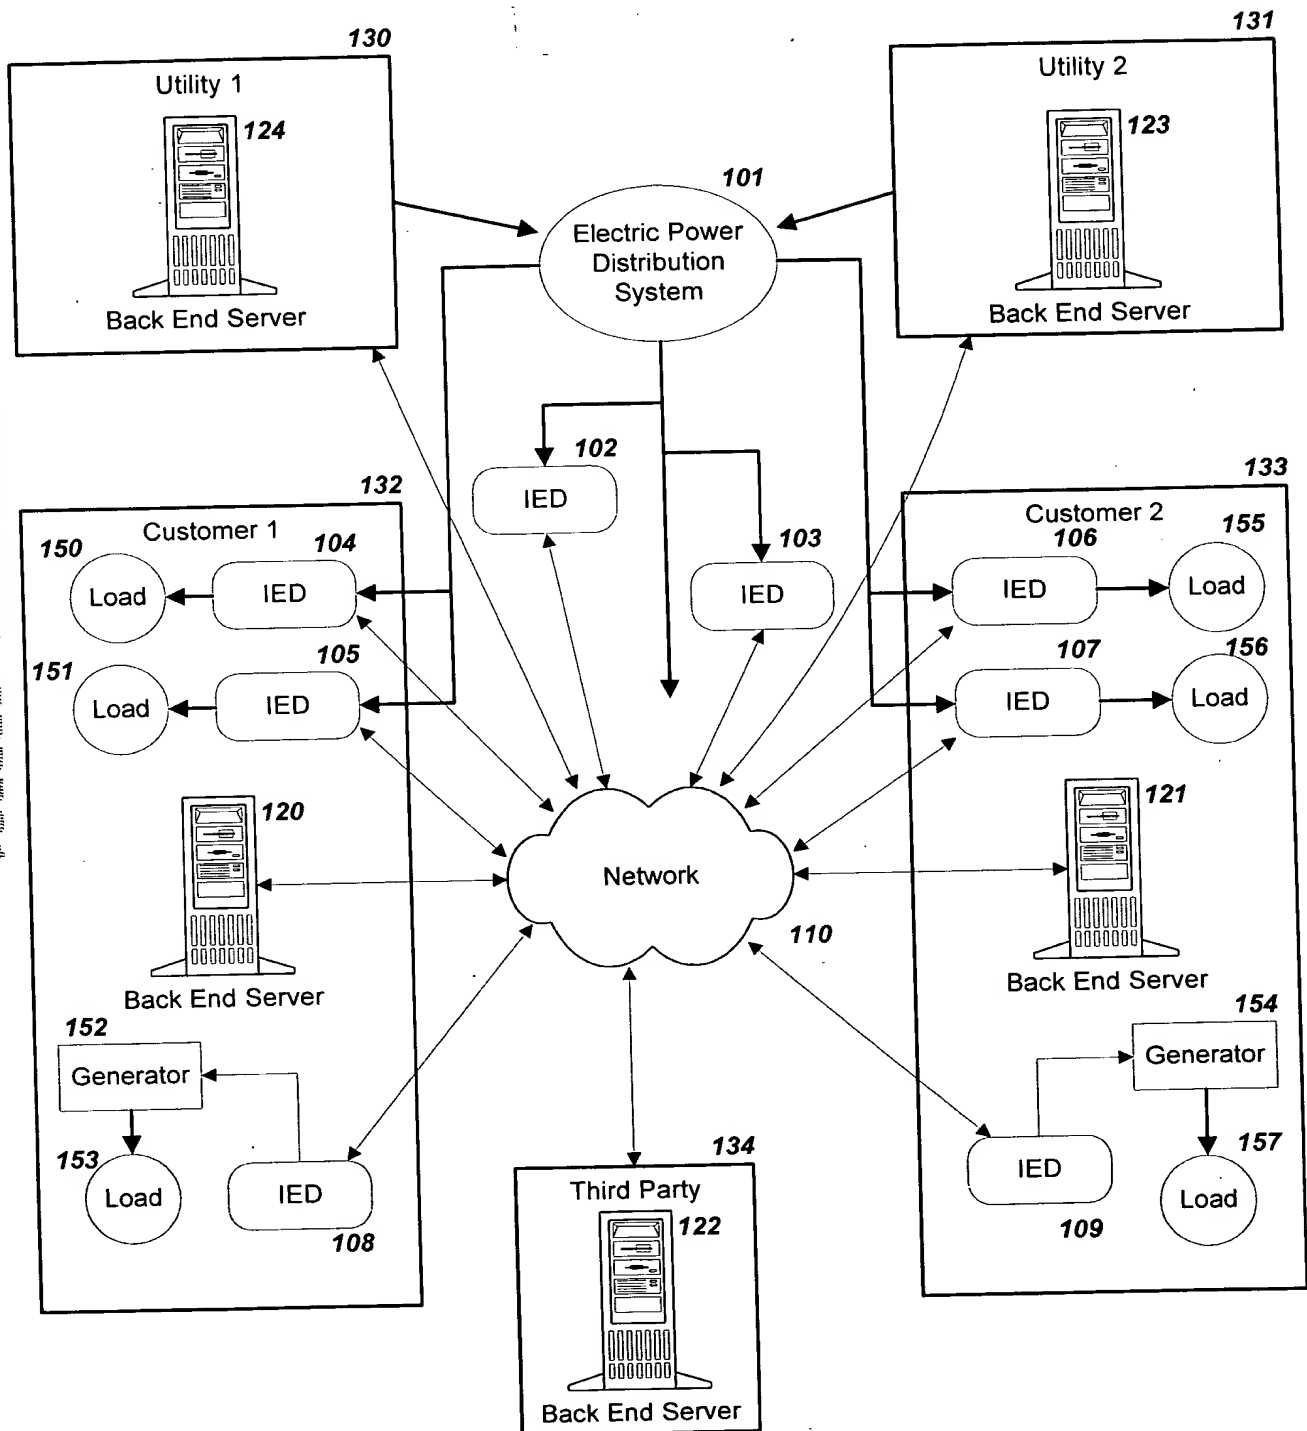 130
131
Utility 1
Utility 2
124
123
101
Electric Power
Distribution
System
Back End Server
Back End Server
102
132
133
Customer 1
Customer 2
IED
150
104
103
106
155
Load
IED
IED
IED
Load
151
105
107
156
Load
IED
IED
Load
120
121
Network
110
Back End Server
Back End Server
152
154
Generator
Generator
153
134
157
Load
IED
Third Party
IED
Load
108
122
109
Back End Server